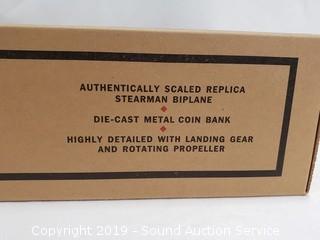 AUTHENTICALLY SCALED REPLICA
STEARMAN BIPLANE
DIE-CAST METAL COIN BANK
HIGHLY DETAILED WITH LANDING GEAR
AND ROTATING PROPELLER
Copyright 2019 - Sound Auction Service